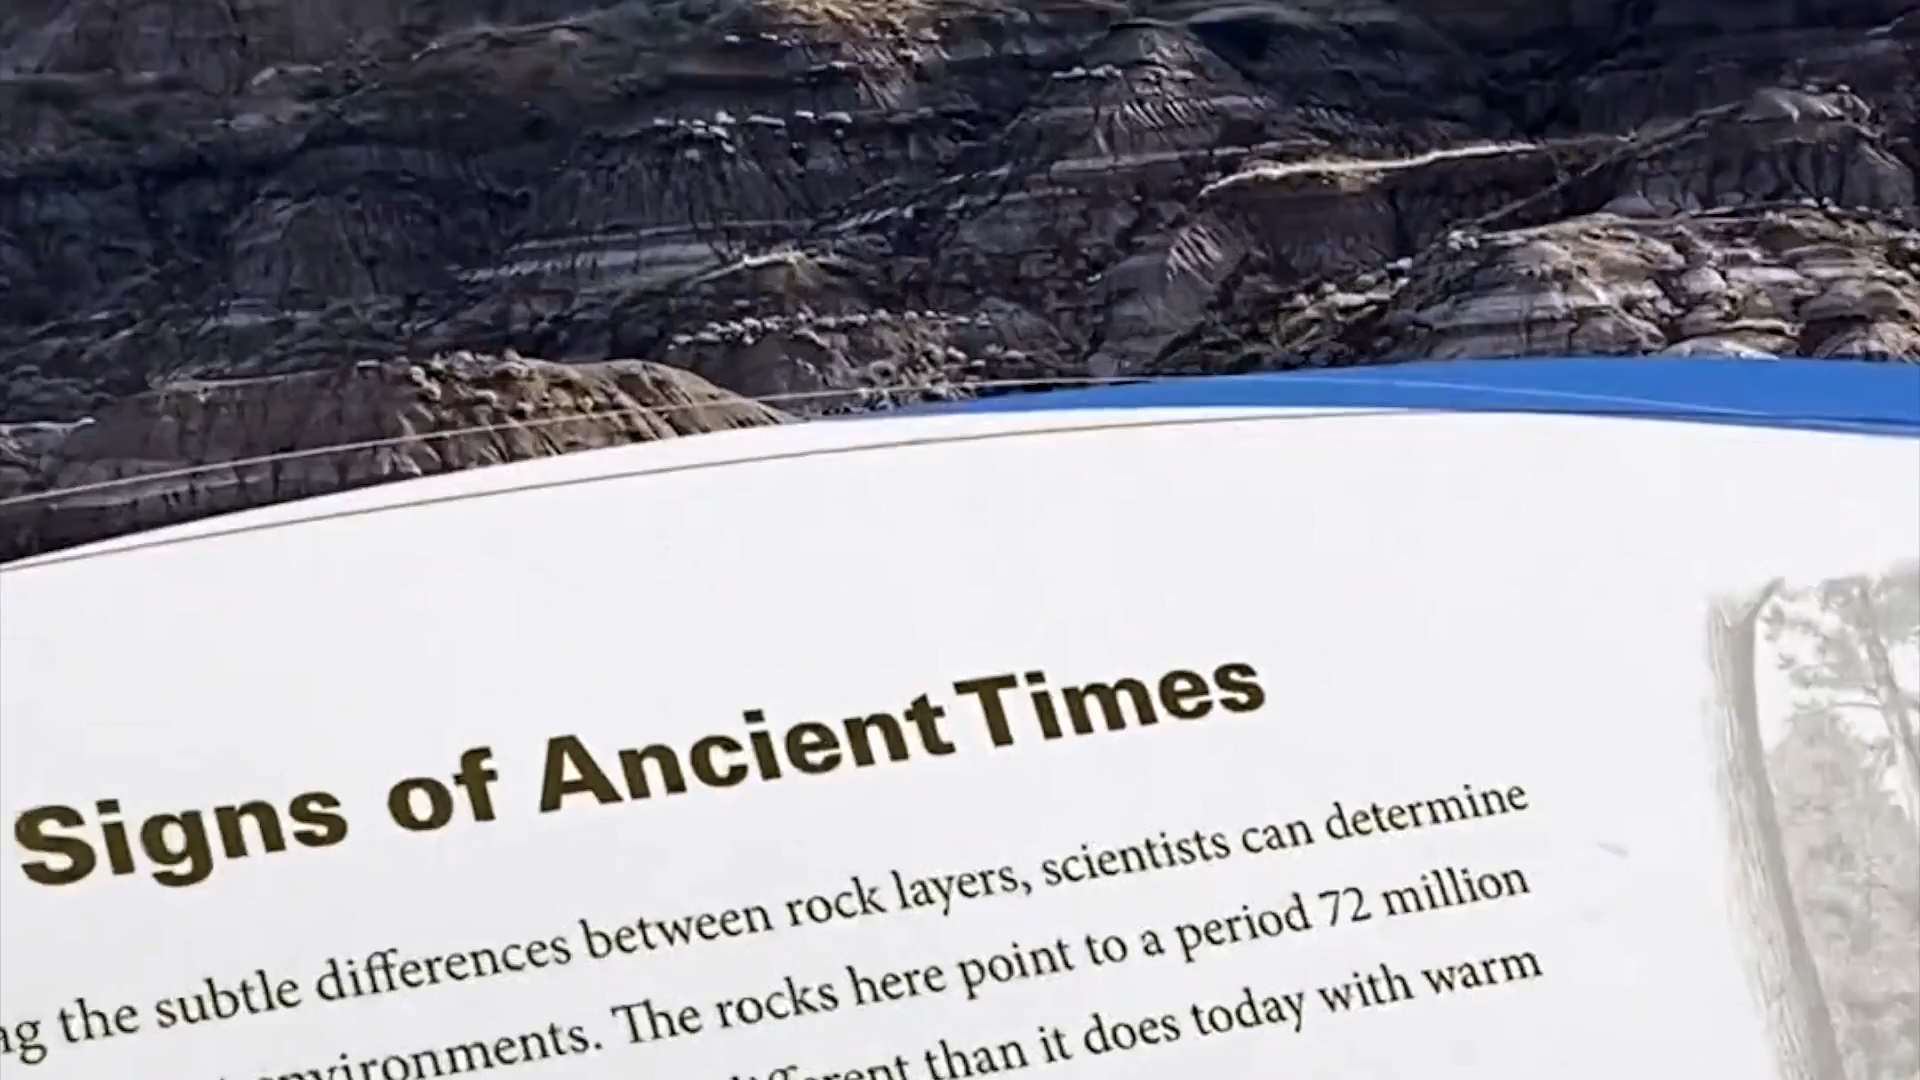 Signs of Ancient Times
the subtle differences between rock layers, scientists can determine
environments. The rocks here point to a period 72 million
different than it does today with warm